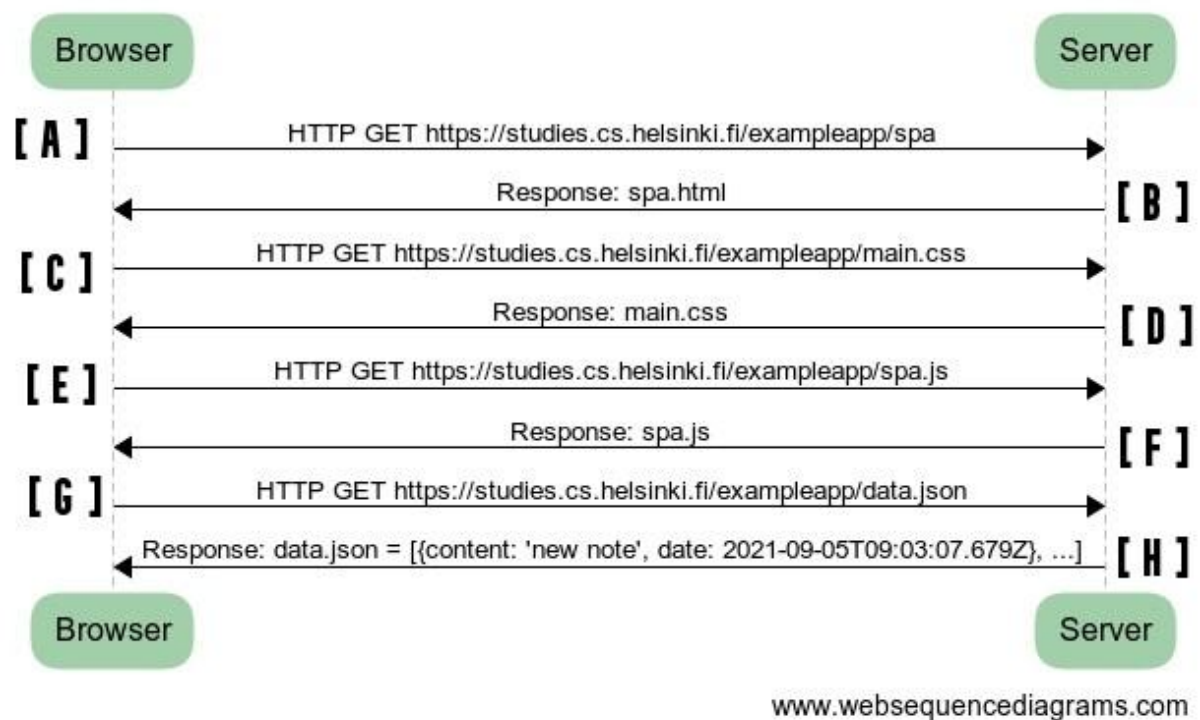 Browser
Server
[ A ]
HTTP GET https://studies.cs.helsinki.fi/exampleapp/spa
Response: spa.html
[ B ]
[ C ]
HTTP GET https://studies.cs.helsinki.fi/exampleapp/main.css
Response: main.css
[ D ]
[ E ]
HTTP GET https://studies.cs.helsinki.fi/exampleapp/spa.js
Response: spa.js
[ F ]
[ G ]
HTTP GET https://studies.cs.helsinki.fi/exampleapp/data.json
Response: data.json = [{content: 'new note', date: 2021-09-05T09:03:07.679Z}, ...]
[ H ]
Browser
Server
www.websequencediagrams.com